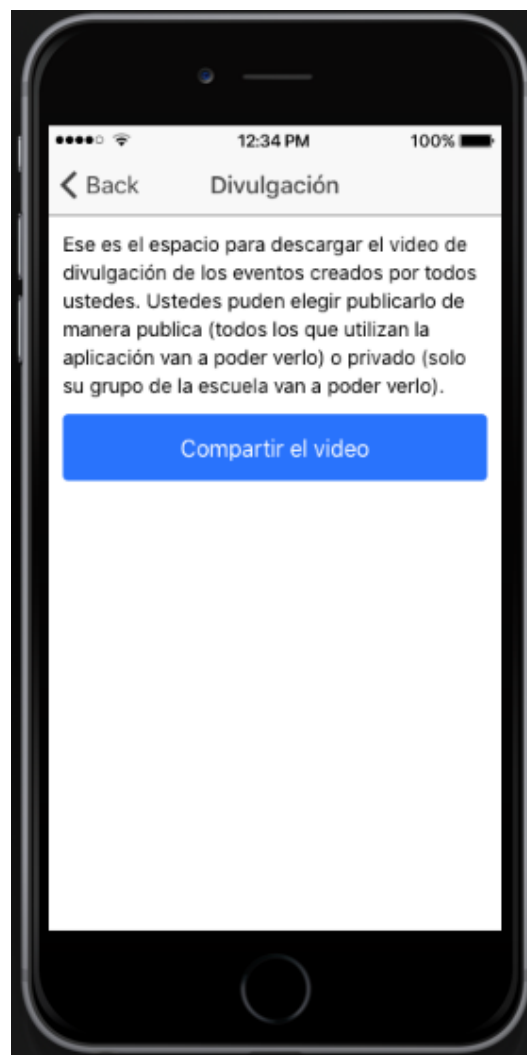 12:34 PM 100%
Back Divulgación
Ese es el espacio para descargar el video de
divulgación de los eventos creados por todos
ustedes. Ustedes puden elegir publicarlo de
manera publica (todos los que utilizan la
aplicación van a poder verlo) o privado (solo
su grupo de la escuela van a poder verlo).
Compartir el video